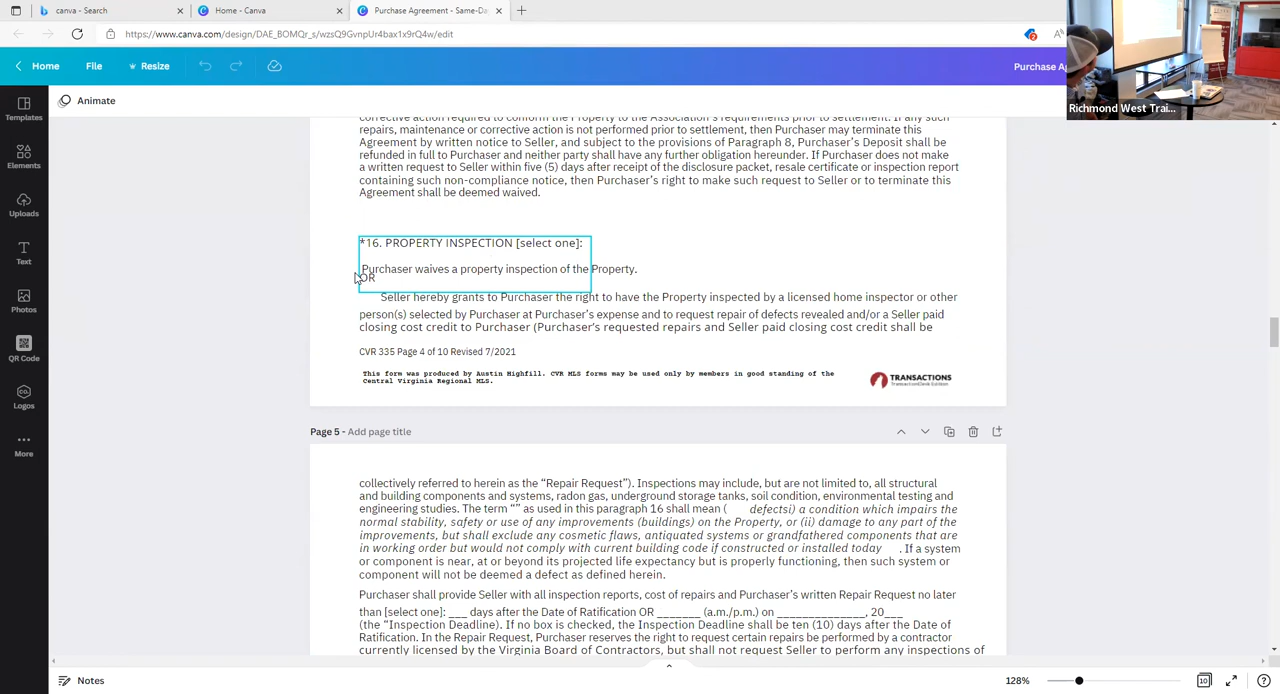 canva - Search
Home - Canva
Purchase Agreement - Same-Da
https://www.canva.com/design/DAE_BOMQr_s/wzsQ9GvnpUr4bax1x9rQ4w/edit
2
Home
File
Resize
Purchase Ag
Richmond West Trai...
Templates
Elements
Uploads
Text
Photos
QR Code
Logos
More
Animate
corrective action required to conform the Property to the Association's requirements prior to settlement. If any such
repairs, maintenance or corrective action is not performed prior to settlement, then Purchaser may terminate this
Agreement by written notice to Seller, and subject to the provisions of Paragraph 8, Purchaser's Deposit shall be
refunded in full to Purchaser and neither party shall have any further obligation hereunder. If Purchaser does not make
a written request to Seller within five (5) days after receipt of the disclosure packet, resale certificate or inspection report
containing such non-compliance notice, then Purchaser's right to make such request to Seller or to terminate this
Agreement shall be deemed waived.
*16. PROPERTY INSPECTION [select one]:
Purchaser waives a property inspection of the Property.
OR
Seller hereby grants to Purchaser the right to have the Property inspected by a licensed home inspector or other
person(s) selected by Purchaser at Purchaser's expense and to request repair of defects revealed and/or a Seller paid
closing cost credit to Purchaser (Purchaser's requested repairs and Seller paid closing cost credit shall be
CVR 335 Page 4 of 10 Revised 7/2021
This form was produced by Austin Highfill. CVR MLS forms may be used only by members in good standing of the
Central Virginia Regional MLS.
TRANSACTIONS
TransactionDesk Edition
Page 5 - Add page title
collectively referred to herein as the “Repair Request”). Inspections may include, but are not limited to, all structural
and building components and systems, radon gas, underground storage tanks, soil condition, environmental testing and
engineering studies. The term “” as used in this paragraph 16 shall mean ( defectsi) a condition which impairs the
normal stability, safety or use of any improvements (buildings) on the Property, or (ii) damage to any part of the
improvements, but shall exclude any cosmetic flaws, antiquated systems or grandfathered components that are
in working order but would not comply with current building code if constructed or installed today . If a system
or component is near, at or beyond its projected life expectancy but is properly functioning, then such system or
component will not be deemed a defect as defined herein.
Purchaser shall provide Seller with all inspection reports, cost of repairs and Purchaser's written Repair Request no later
than [select one]: ___ days after the Date of Ratification OR _______ (a.m./p.m.) on ______________, 20___
(the “Inspection Deadline). If no box is checked, the Inspection Deadline shall be ten (10) days after the Date of
Ratification. In the Repair Request, Purchaser reserves the right to request certain repairs be performed by a contractor
currently licensed by the Virginia Board of Contractors, but shall not request Seller to perform any inspections of
Notes
128%
10